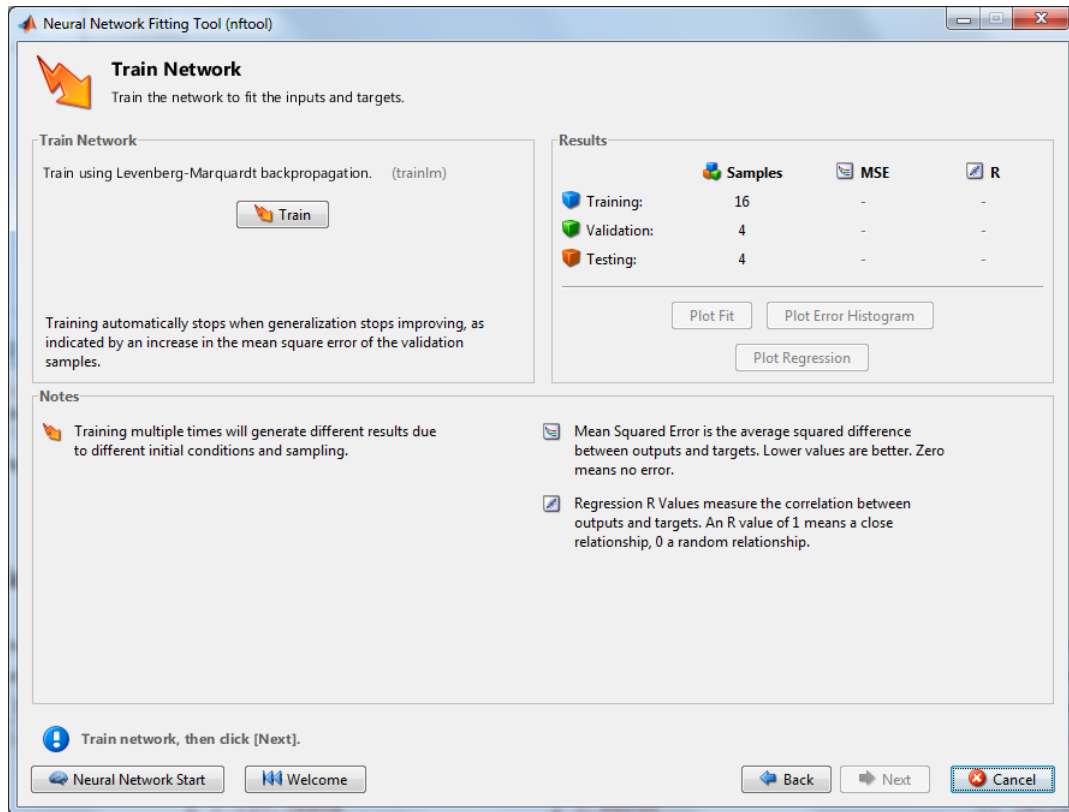 Neural Network Fitting Tool (nftool)
Train Network
Train the network to fit the inputs and targets.
Train Network
Train using Levenberg-Marquardt backpropagation. (trainlm)
Train
Training automatically stops when generalization stops improving, as
indicated by an increase in the mean square error of the validation
samples.
Results
Samples MSE R
Training: 16 - -
Validation: 4 - -
Testing: 4 - -
Plot Fit Plot Error Histogram
Plot Regression
Notes
Training multiple times will generate different results due
to different initial conditions and sampling.
Mean Squared Error is the average squared difference
between outputs and targets. Lower values are better. Zero
means no error.
Regression R Values measure the correlation between
outputs and targets. An R value of 1 means a close
relationship, 0 a random relationship.
Train network, then click [Next].
Neural Network Start Welcome Back Next Cancel